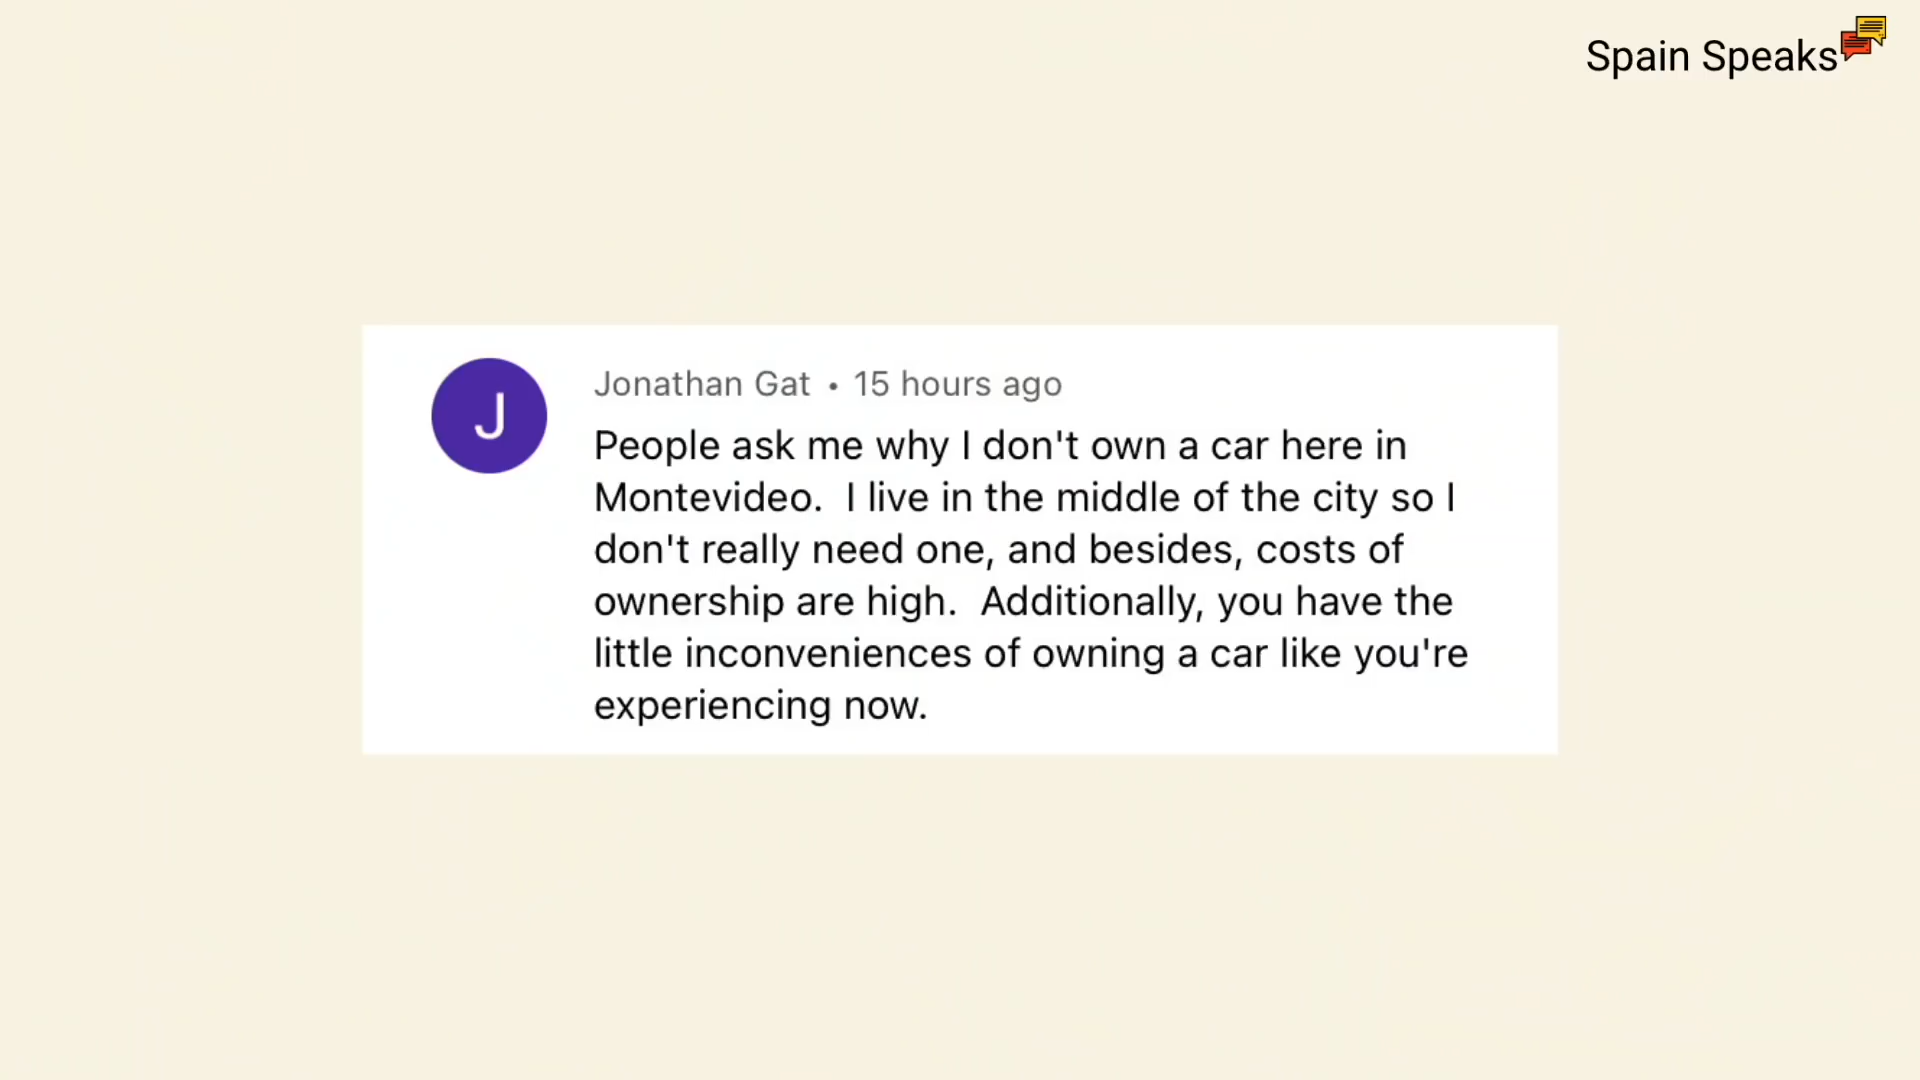 Spain Speaks
J
Jonathan Gat • 15 hours ago
People ask me why I don't own a car here in
Montevideo.  I live in the middle of the city so I
don't really need one, and besides, costs of
ownership are high.  Additionally, you have the
little inconveniences of owning a car like you're
experiencing now.